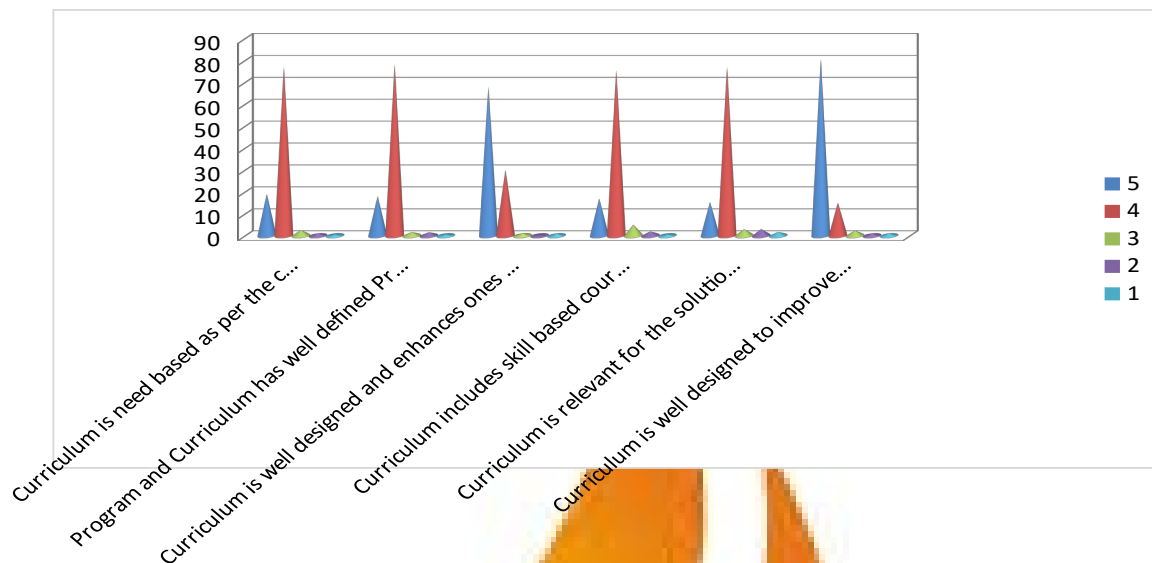 90
80
70
60
50
40
30
20
10
0
5
4
3
2
1
Curriculum is need based as per the c...
Program and Curriculum has well defined Pr...
Curriculum is well designed and enhances ones ...
Curriculum includes skill based cour...
Curriculum is relevant for the solutio...
Curriculum is well designed to improve...